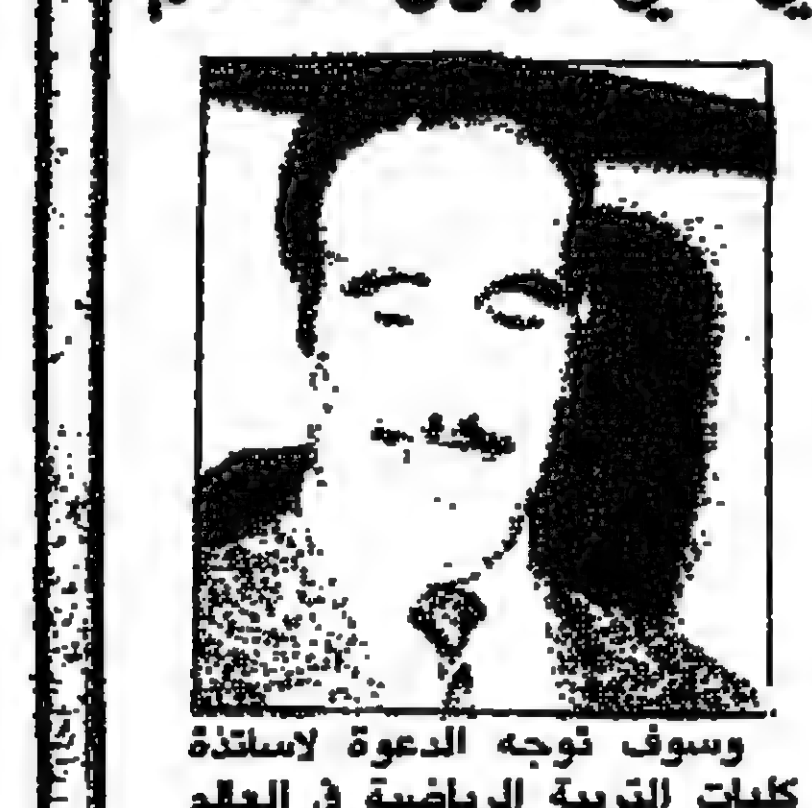 وسوف توجه الدعوة لاساتذة
كليات التربية الرياضية في العالم